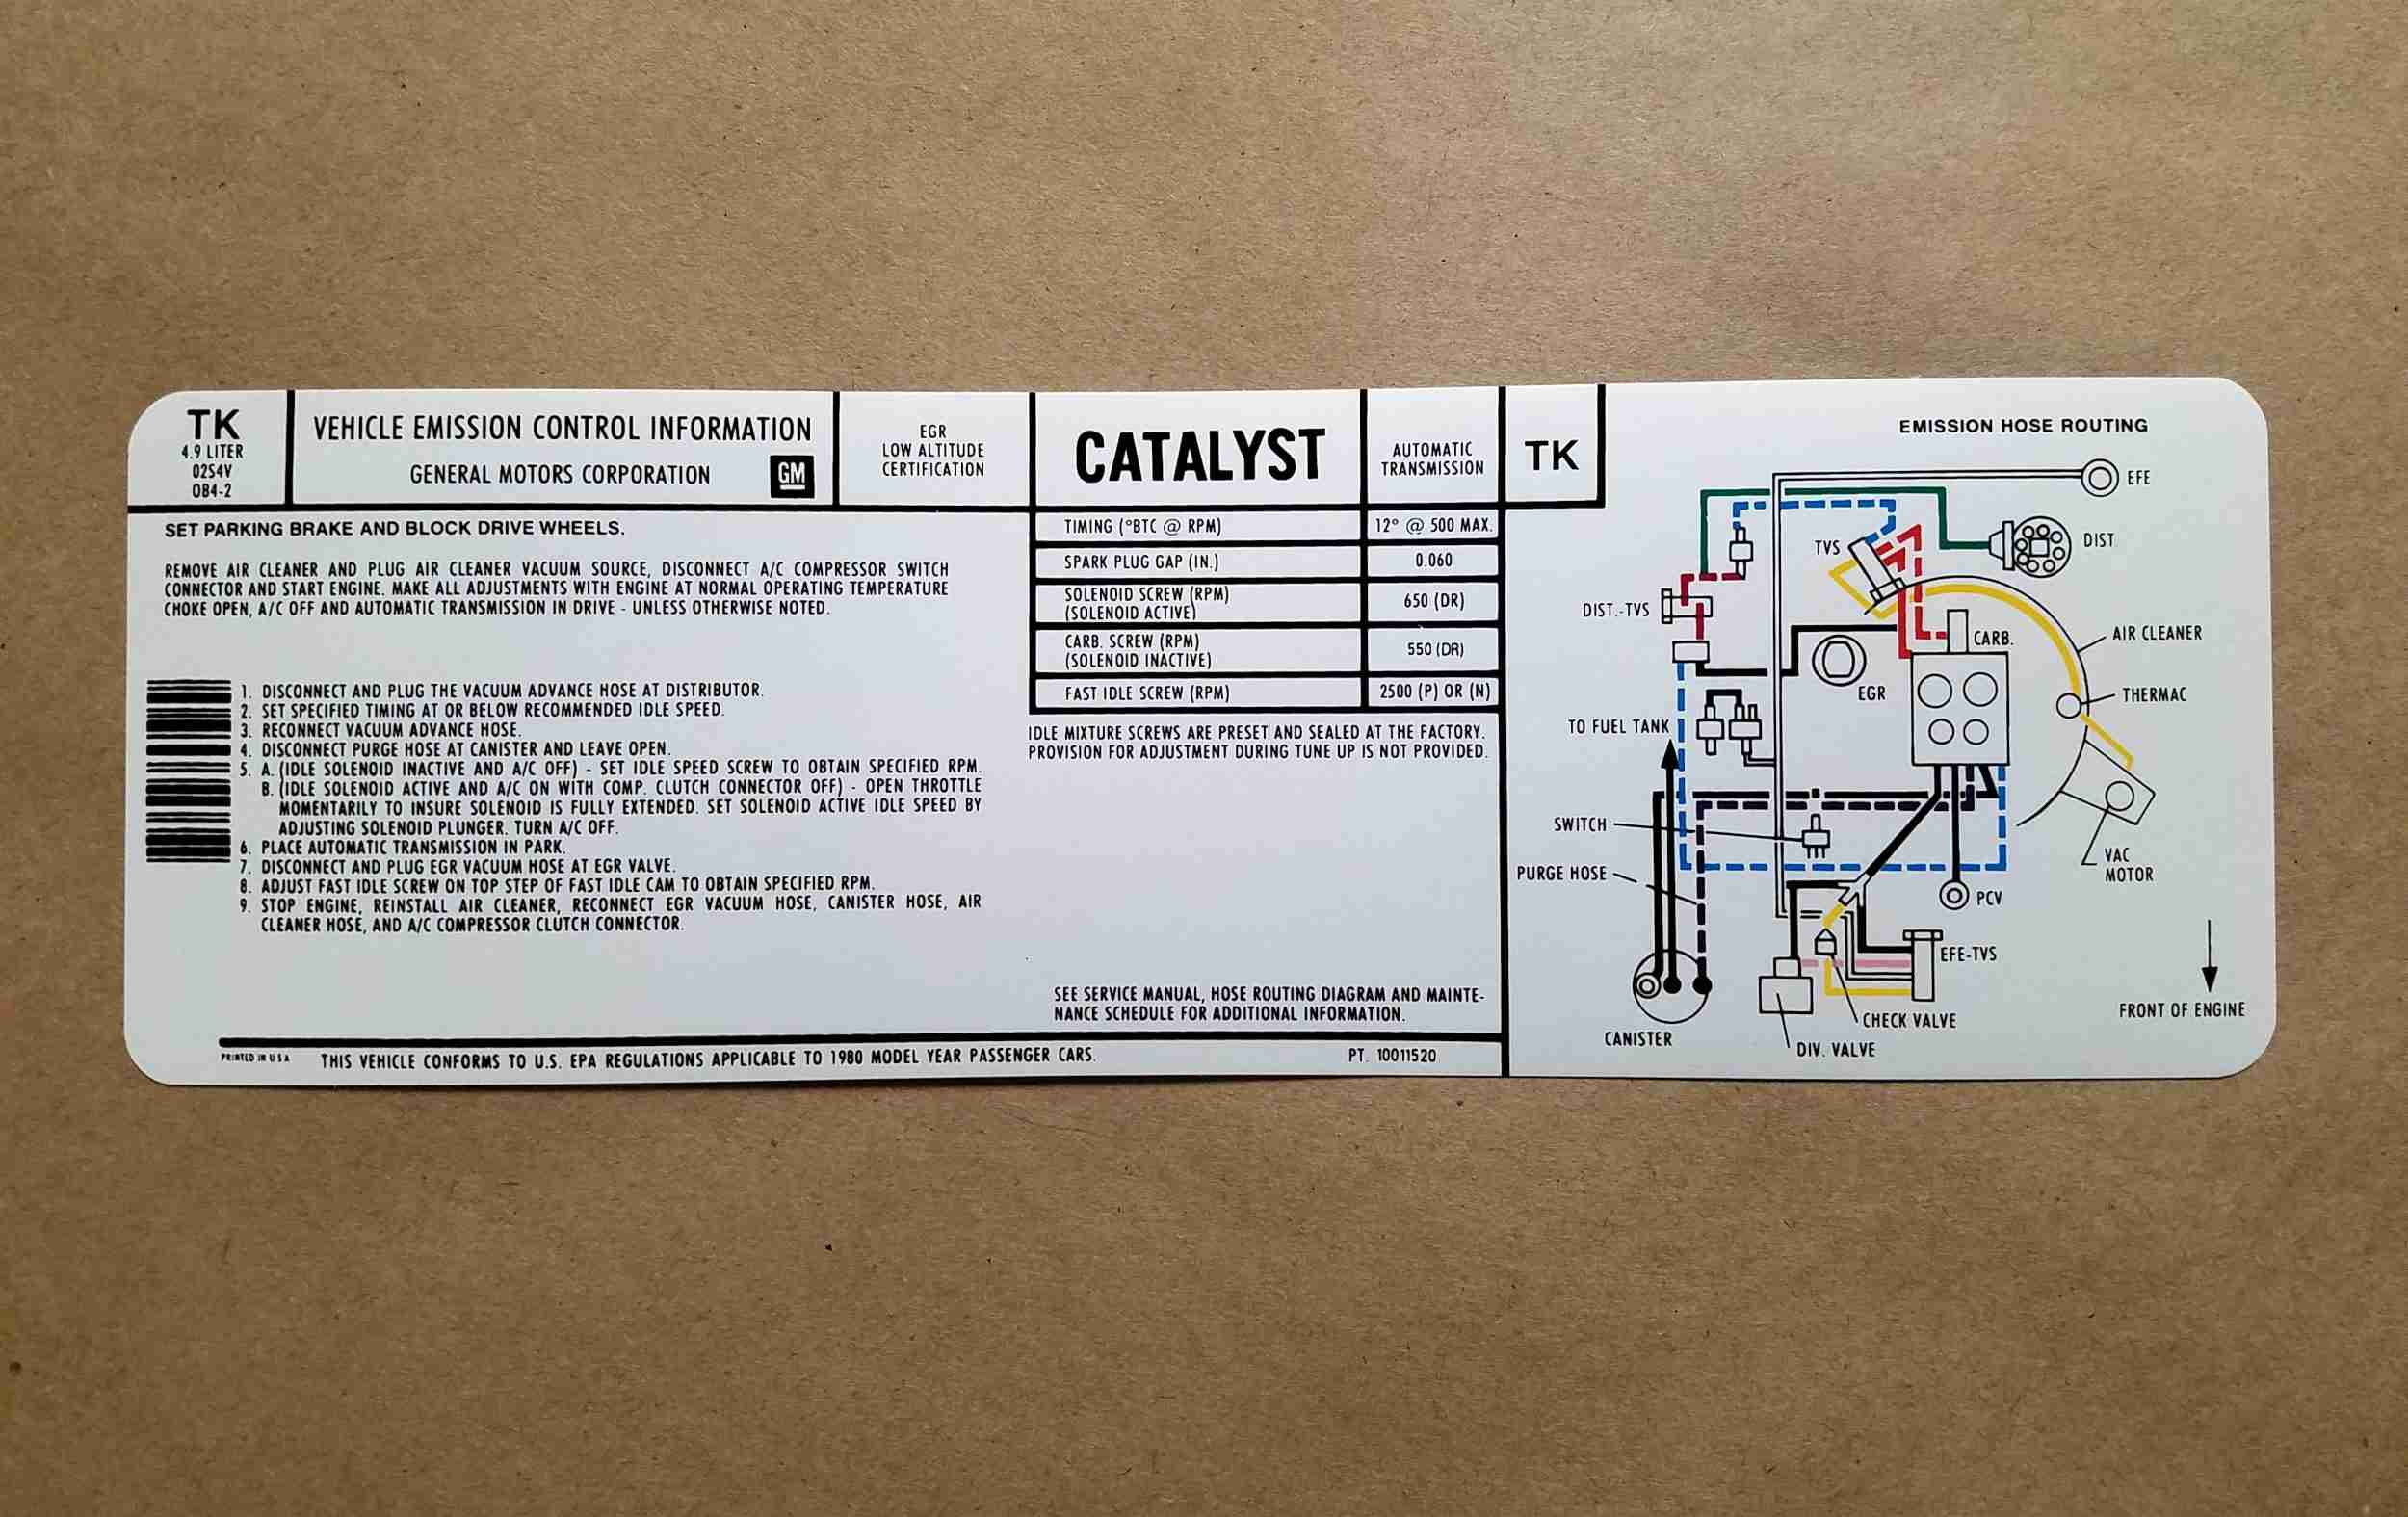 TK
4.9 LITER
02S4V
0B4-2
VEHICLE EMISSION CONTROL INFORMATION
GENERAL MOTORS CORPORATION
GM
EGR
LOW ALTITUDE
CERTIFICATION
CATALYST
AUTOMATIC
TRANSMISSION
TK
SET PARKING BRAKE AND BLOCK DRIVE WHEELS.
REMOVE AIR CLEANER AND PLUG AIR CLEANER VACUUM SOURCE, DISCONNECT A/C COMPRESSOR SWITCH
CONNECTOR AND START ENGINE. MAKE ALL ADJUSTMENTS WITH ENGINE AT NORMAL OPERATING TEMPERATURE
CHOKE OPEN, A/C OFF AND AUTOMATIC TRANSMISSION IN DRIVE - UNLESS OTHERWISE NOTED.
1. DISCONNECT AND PLUG THE VACUUM ADVANCE HOSE AT DISTRIBUTOR.
2. SET SPECIFIED TIMING AT OR BELOW RECOMMENDED IDLE SPEED.
3. RECONNECT VACUUM ADVANCE HOSE.
4. DISCONNECT PURGE HOSE AT CANISTER AND LEAVE OPEN.
5. A. (IDLE SOLENOID INACTIVE AND A/C OFF) - SET IDLE SPEED SCREW TO OBTAIN SPECIFIED RPM.
B. (IDLE SOLENOID ACTIVE AND A/C ON WITH COMP. CLUTCH CONNECTOR OFF) - OPEN THROTTLE
MOMENTARILY TO INSURE SOLENOID IS FULLY EXTENDED. SET SOLENOID ACTIVE IDLE SPEED BY
ADJUSTING SOLENOID PLUNGER. TURN A/C OFF.
6. PLACE AUTOMATIC TRANSMISSION IN PARK.
7. DISCONNECT AND PLUG EGR VACUUM HOSE AT EGR VALVE.
8. ADJUST FAST IDLE SCREW ON TOP STEP OF FAST IDLE CAM TO OBTAIN SPECIFIED RPM.
9. STOP ENGINE, REINSTALL AIR CLEANER, RECONNECT EGR VACUUM HOSE, CANISTER HOSE, AIR
CLEANER HOSE, AND A/C COMPRESSOR CLUTCH CONNECTOR.
TIMING (°BTC @ RPM) 12° @ 500 MAX.
SPARK PLUG GAP (IN.) 0.060
SOLENOID SCREW (RPM)
(SOLENOID ACTIVE) 650 (DR)
CARB. SCREW (RPM)
(SOLENOID INACTIVE) 550 (DR)
FAST IDLE SCREW (RPM) 2500 (P) OR (N)
IDLE MIXTURE SCREWS ARE PRESET AND SEALED AT THE FACTORY.
PROVISION FOR ADJUSTMENT DURING TUNE UP IS NOT PROVIDED.
SEE SERVICE MANUAL, HOSE ROUTING DIAGRAM AND MAINTE-
NANCE SCHEDULE FOR ADDITIONAL INFORMATION.
PRINTED IN USA
THIS VEHICLE CONFORMS TO U.S. EPA REGULATIONS APPLICABLE TO 1980 MODEL YEAR PASSENGER CARS.
PT. 10011520
EMISSION HOSE ROUTING
EFE
DIST.
TVS
DIST.-TVS
CARB.
AIR CLEANER
EGR
THERMAC
TO FUEL TANK
SWITCH
VAC
MOTOR
PURGE HOSE
PCV
EFE-TVS
FRONT OF ENGINE
CHECK VALVE
CANISTER
DIV. VALVE